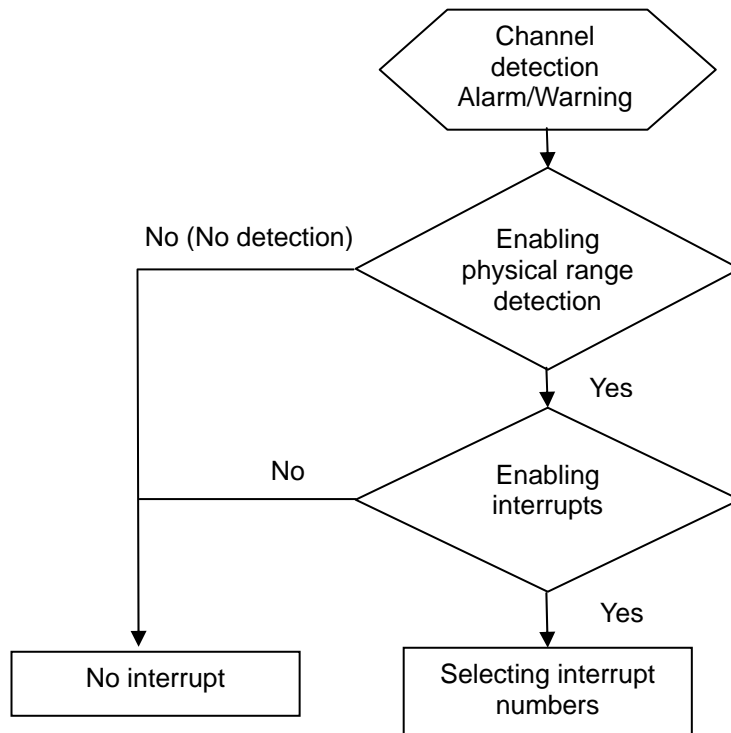 Channel
detection
Alarm/Warning
No (No detection)
Enabling
physical range
detection
Yes
No
Enabling
interrupts
Yes
No interrupt
Selecting interrupt
numbers